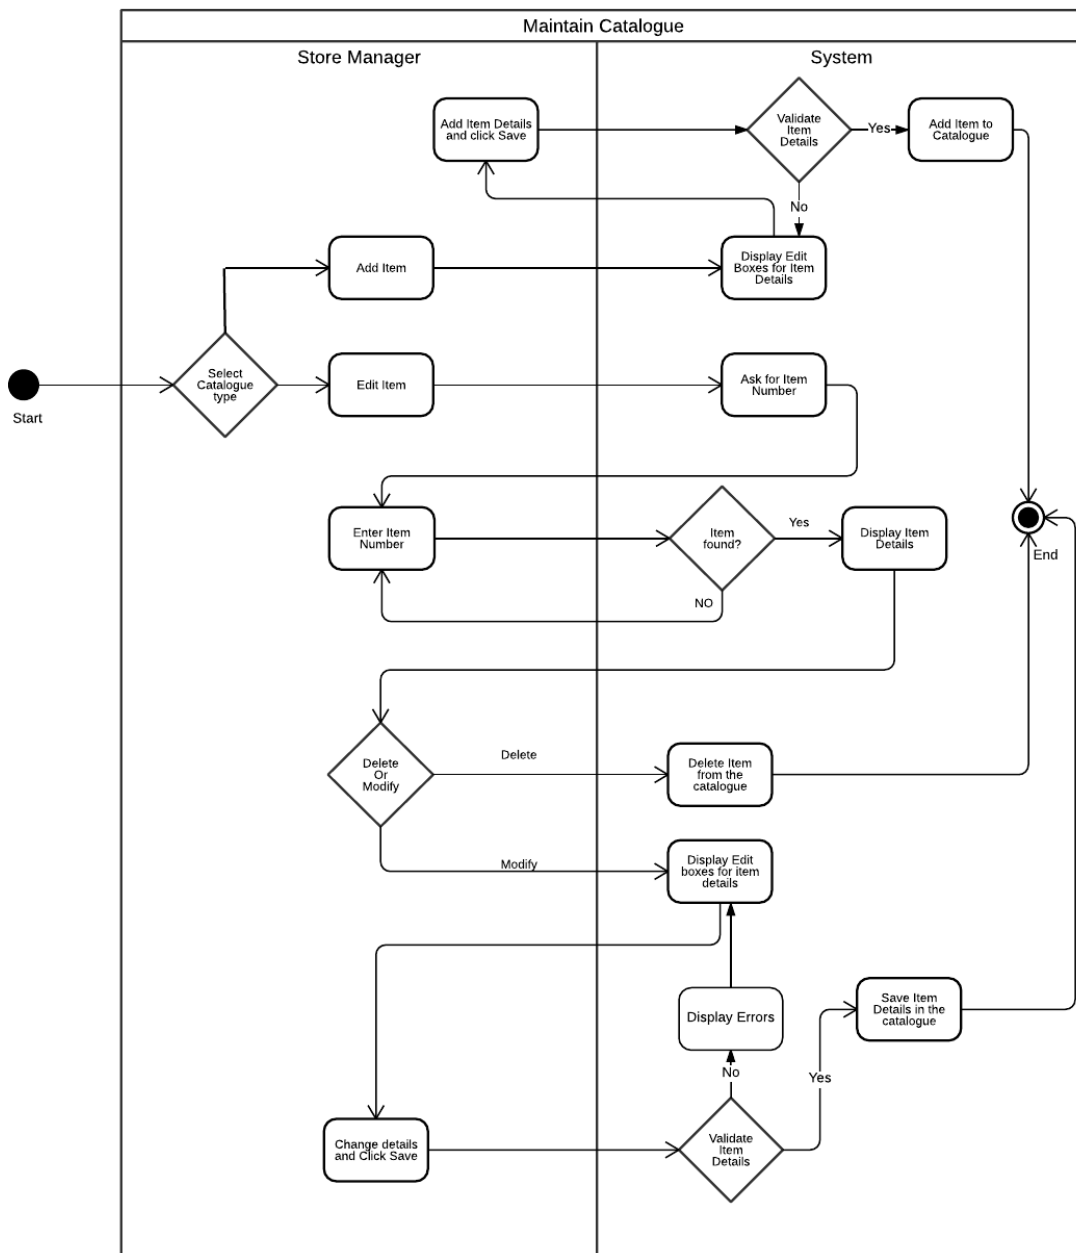 Maintain Catalogue
Store Manager
System
Add Item Details
and click Save
Validate
Item
Details
Yes
Add Item to
Catalogue
No
Add Item
Display Edit
Boxes for Item
Details
Select
Catalogue
type
Edit Item
Ask for Item
Number
Start
Enter Item
Number
Item
found?
Yes
Display Item
Details
End
NO
Delete
Or
Modify
Delete
Delete Item
from the
catalogue
Modify
Display Edit
boxes for item
details
Display Errors
Save Item
Details in the
catalogue
No
Yes
Change details
and Click Save
Validate
Item
Details